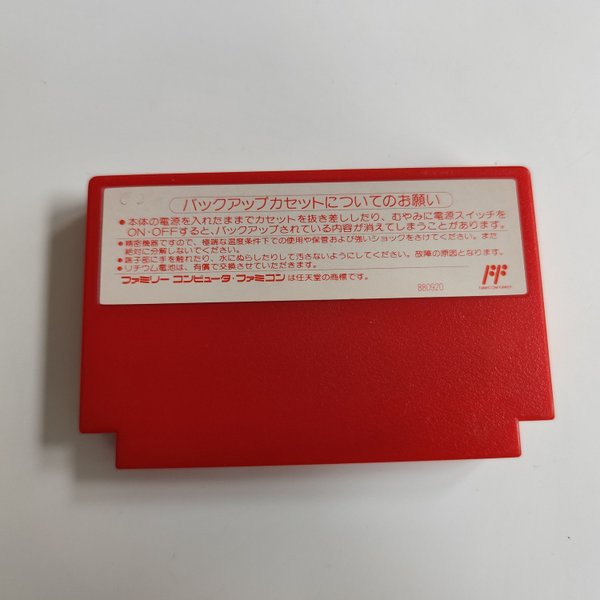 バックアップカセットについてのお願い
●本体の電源を入れたままでカセットを抜き差ししたり、むやみに電源スイッチを
ON・OFFすると、バックアップされている内容が消えてしまうことがあります。
●精密機器ですので、極端な温度条件下での使用や保管および強いショックをさけてください。また
絶対に分解しないでください。
●端子部に手を触れたり、水にぬらしたりして汚さないようにしてください。故障の原因となります。
●リチウム電池は、有償で交換させていただきます。
ファミリー コンピュータ・ファミコン は任天堂の商標です。
880920
FF